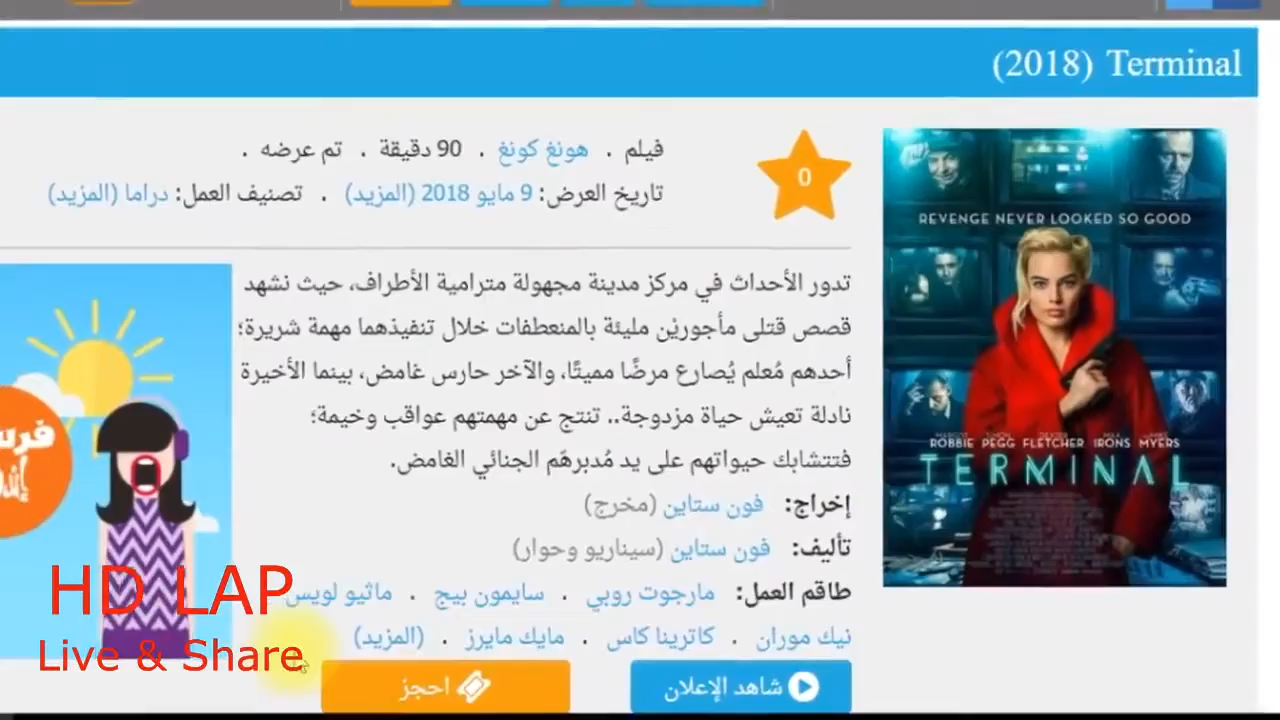 (2018) Terminal
0
فيلم . هونغ كونغ . 90 دقيقة . تم عرضه .
تاريخ العرض: 9 مايو 2018 (المزيد) . تصنيف العمل: دراما (المزيد)
تدور الأحداث في مركز مدينة مجهولة مترامية الأطراف، حيث نشهد
قصص قتلى مأجوريْن مليئة بالمنعطفات خلال تنفيذهما مهمة شريرة؛
أحدهم مُعلم يُصارع مرضًا مميتًا، والآخر حارس غامض، بينما الأخيرة
نادلة تعيش حياة مزدوجة.. تنتج عن مهمتهم عواقب وخيمة؛
فتتشابك حيواتهم على يد مُدبرهَم الجنائي الغامض.
إخراج: فون ستاين (مخرج)
تأليف: فون ستاين (سيناريو وحوار)
طاقم العمل: مارجوت روبي . سايمون بيج . ماثيو لويس
نيك موران . كاترينا كاس . مايك مايرز . (المزيد)
شاهد الإعلان
احجز
REVENGE NEVER LOOKED SO GOOD
ROBBIE PEGG FLETCHER IRONS MYERS
TERMINAL
HD LAP
Live & Share